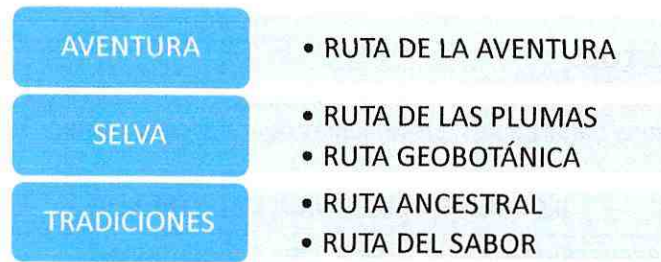 AVENTURA
• RUTA DE LA AVENTURA
SELVA
• RUTA DE LAS PLUMAS
• RUTA GEOBOTÁNICA
TRADICIONES
• RUTA ANCESTRAL
• RUTA DEL SABOR